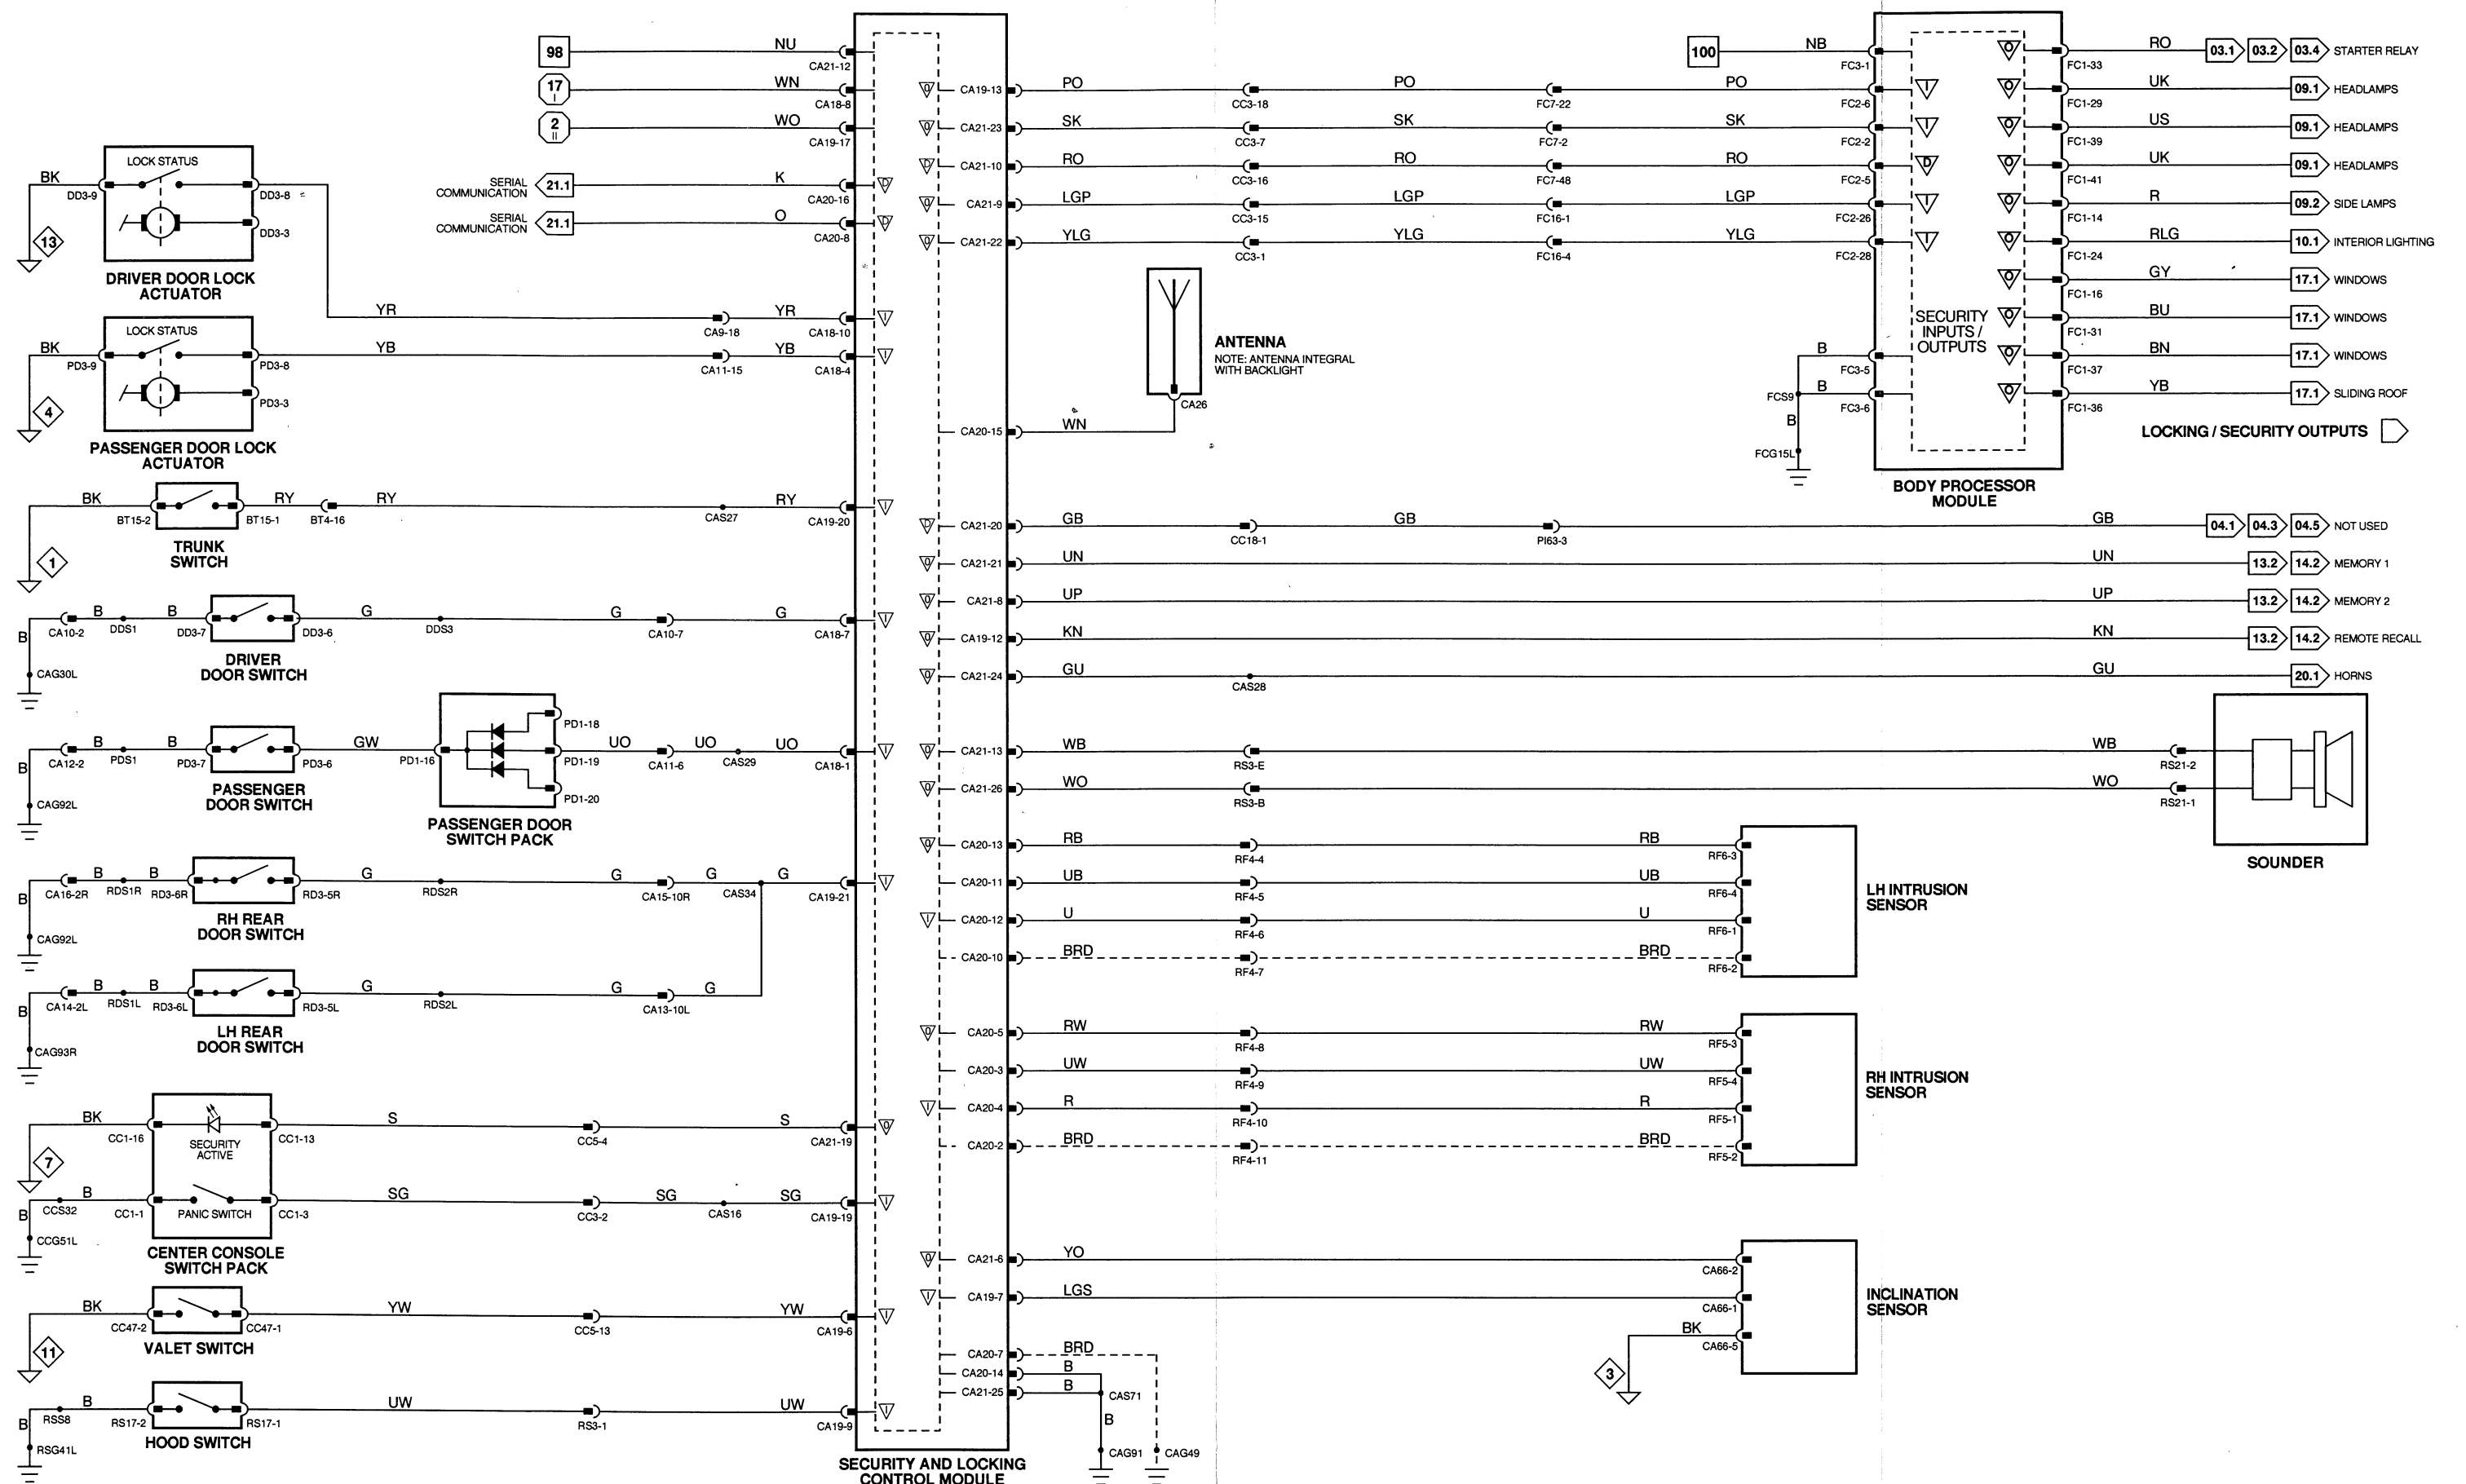 98
NU
CA21-12
17
I
WN
CA18-8
2
II
WO
CA19-17
SERIAL
COMMUNICATION
21.1
K
CA20-16
SERIAL
COMMUNICATION
21.1
O
CA20-8
LOCK STATUS
BK
DD3-9
DD3-8
DD3-3
13
DRIVER DOOR LOCK
ACTUATOR
YR
CA9-18
YR
CA18-10
LOCK STATUS
BK
PD3-9
PD3-8
PD3-3
4
PASSENGER DOOR LOCK
ACTUATOR
YB
CA11-15
YB
CA18-4
BK
BT15-2
BT15-1
RY
BT4-16
RY
CAS27
RY
CA19-20
1
TRUNK
SWITCH
B
CA10-2
B
DDS1
B
DD3-7
DD3-6
G
DDS3
G
CA10-7
G
CA18-7
CAG30L
DRIVER
DOOR SWITCH
B
CA12-2
B
PDS1
B
PD3-7
PD3-6
GW
PD1-16
PD1-18
PD1-19
PD1-20
UO
CA11-6
UO
CAS29
UO
CA18-1
CAG92L
PASSENGER
DOOR SWITCH
PASSENGER DOOR
SWITCH PACK
B
CA16-2R
B
RDS1R
B
RD3-6R
RD3-5R
G
RDS2R
G
CA15-10R
G
CAS34
G
CA19-21
CAG92L
RH REAR
DOOR SWITCH
B
CA14-2L
B
RDS1L
B
RD3-6L
RD3-5L
G
RDS2L
G
CA13-10L
G
CAG93R
LH REAR
DOOR SWITCH
BK
CC1-16
SECURITY
ACTIVE
CC1-13
S
CC5-4
S
CA21-19
7
B
CCS32
B
CC1-1
PANIC SWITCH
CC1-3
SG
CC3-2
SG
CAS16
SG
CA19-19
CCG51L
CENTER CONSOLE
SWITCH PACK
BK
CC47-2
CC47-1
YW
CC5-13
YW
CA19-6
11
VALET SWITCH
B
RSS8
B
RS17-2
RS17-1
UW
RS3-1
UW
CA19-9
RSG41L
HOOD SWITCH
SECURITY AND LOCKING
CONTROL MODULE
CA19-13
PO
CC3-18
PO
FC7-22
PO
FC2-6
CA21-23
SK
CC3-7
SK
FC7-2
SK
FC2-2
CA21-10
RO
CC3-16
RO
FC7-48
RO
FC2-5
CA21-9
LGP
CC3-15
LGP
FC16-1
LGP
FC2-26
CA21-22
YLG
CC3-1
YLG
FC16-4
YLG
FC2-28
ANTENNA
NOTE: ANTENNA INTEGRAL
WITH BACKLIGHT
CA26
CA20-15
WN
100
NB
FC3-1
B
FC3-5
B
FC3-6
FCS9
B
FCG15L
SECURITY
INPUTS /
OUTPUTS
BODY PROCESSOR
MODULE
FC1-33
RO
03.1
03.2
03.4
STARTER RELAY
FC1-29
UK
09.1
HEADLAMPS
FC1-39
US
09.1
HEADLAMPS
FC1-41
UK
09.1
HEADLAMPS
FC1-14
R
09.2
SIDE LAMPS
FC1-24
RLG
10.1
INTERIOR LIGHTING
FC1-16
GY
17.1
WINDOWS
FC1-31
BU
17.1
WINDOWS
FC1-37
BN
17.1
WINDOWS
FC1-36
YB
17.1
SLIDING ROOF
LOCKING / SECURITY OUTPUTS
CA21-20
GB
CC18-1
GB
PI63-3
GB
04.1
04.3
04.5
NOT USED
CA21-21
UN
UN
13.2
14.2
MEMORY 1
CA21-8
UP
UP
13.2
14.2
MEMORY 2
CA19-12
KN
KN
13.2
14.2
REMOTE RECALL
CA21-24
GU
CAS28
GU
20.1
HORNS
CA21-13
WB
RS3-E
WB
RS21-2
CA21-26
WO
RS3-B
WO
RS21-1
SOUNDER
CA20-13
RB
RF4-4
RB
RF6-3
CA20-11
UB
RF4-5
UB
RF6-4
CA20-12
U
RF4-6
U
RF6-1
CA20-10
BRD
RF4-7
BRD
RF6-2
LH INTRUSION
SENSOR
CA20-5
RW
RF4-8
RW
RF5-3
CA20-3
UW
RF4-9
UW
RF5-4
CA20-4
R
RF4-10
R
RF5-1
CA20-2
BRD
RF4-11
BRD
RF5-2
RH INTRUSION
SENSOR
CA21-6
YO
CA66-2
CA19-7
LGS
CA66-1
BK
CA66-5
3
INCLINATION
SENSOR
CA20-7
BRD
CA20-14
B
CA21-25
B
CAS71
B
CAG91
CAG49